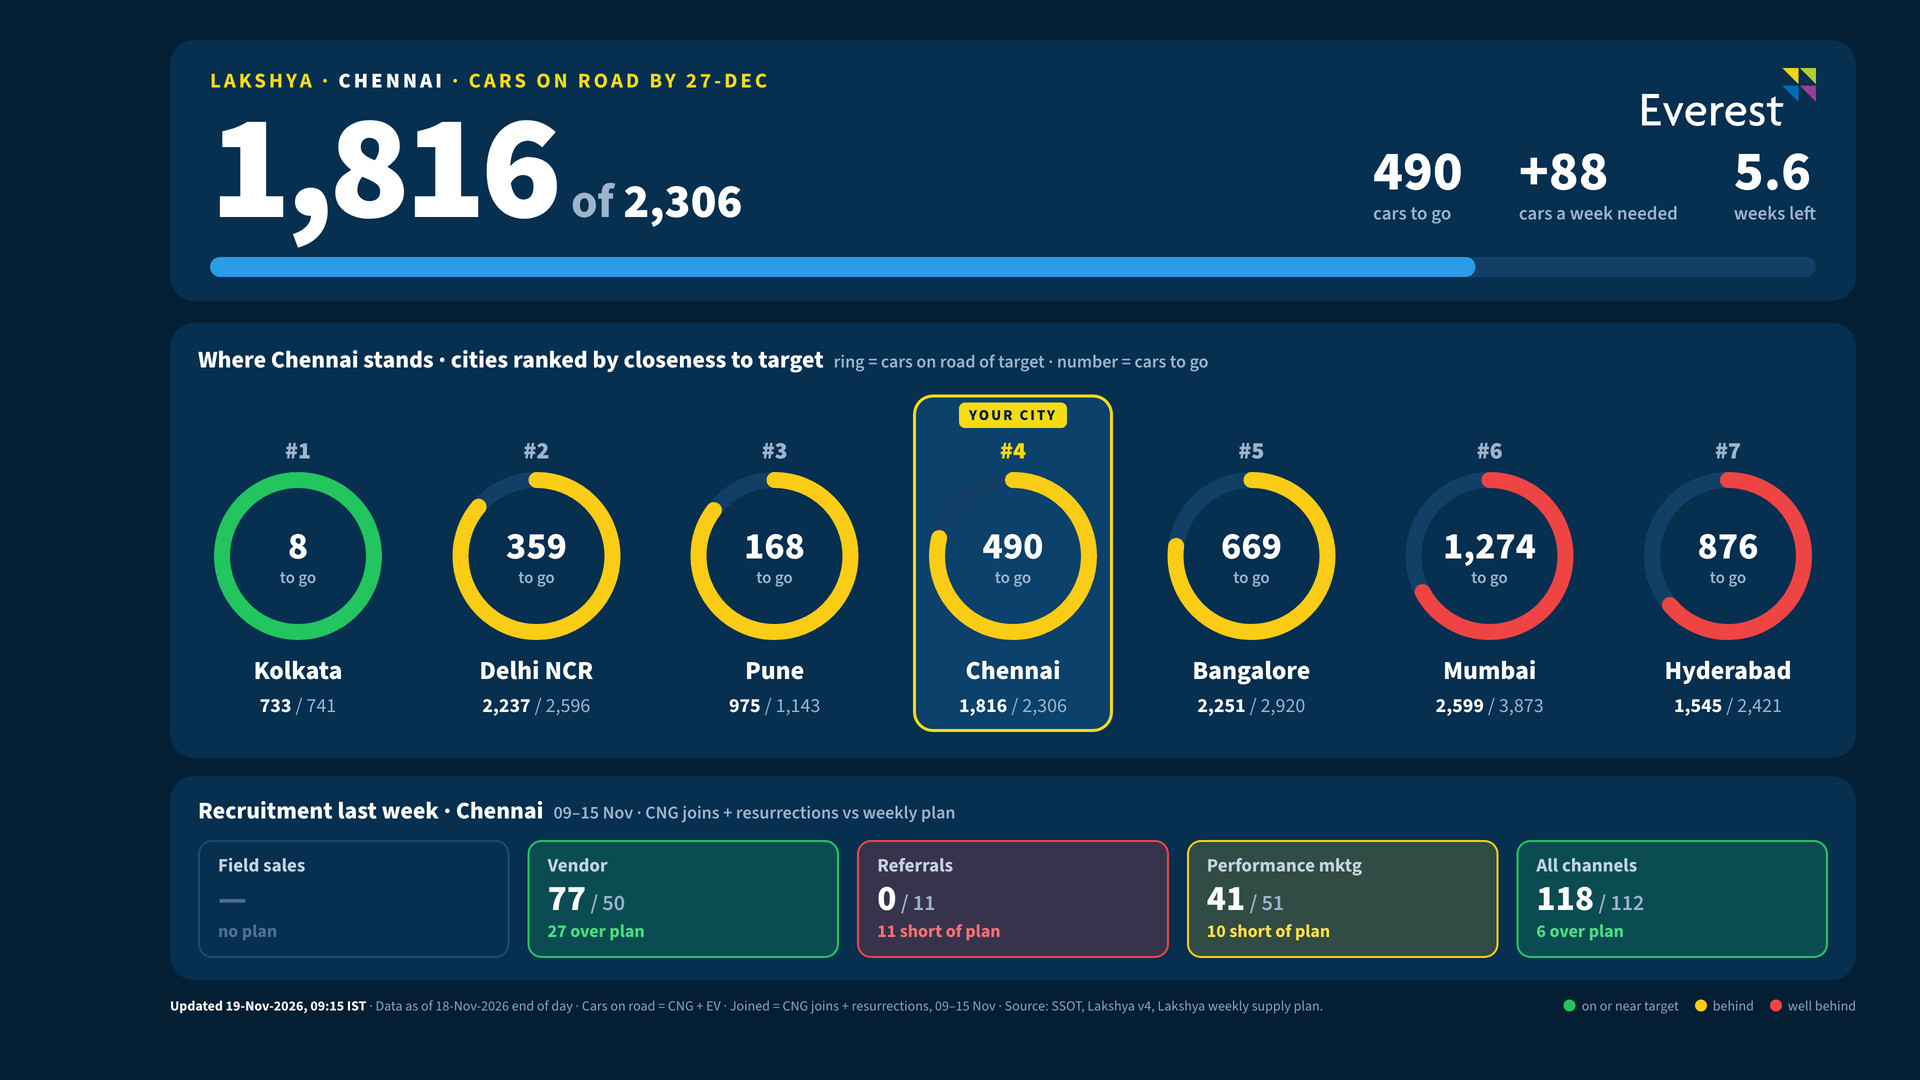 LAKSHYA · CHENNAI · CARS ON ROAD BY 27-DEC
Everest
1,816 of 2,306
490
cars to go
+88
cars a week needed
5.6
weeks left
Where Chennai stands · cities ranked by closeness to target ring = cars on road of target · number = cars to go
#1
8
to go
Kolkata
733 / 741
#2
359
to go
Delhi NCR
2,237 / 2,596
#3
168
to go
Pune
975 / 1,143
YOUR CITY
#4
490
to go
Chennai
1,816 / 2,306
#5
669
to go
Bangalore
2,251 / 2,920
#6
1,274
to go
Mumbai
2,599 / 3,873
#7
876
to go
Hyderabad
1,545 / 2,421
Recruitment last week · Chennai 09–15 Nov · CNG joins + resurrections vs weekly plan
Field sales
—
no plan
Vendor
77 / 50
27 over plan
Referrals
0 / 11
11 short of plan
Performance mktg
41 / 51
10 short of plan
All channels
118 / 112
6 over plan
Updated 19-Nov-2026, 09:15 IST · Data as of 18-Nov-2026 end of day · Cars on road = CNG + EV · Joined = CNG joins + resurrections, 09–15 Nov · Source: SSOT, Lakshya v4, Lakshya weekly supply plan.
on or near target
behind
well behind